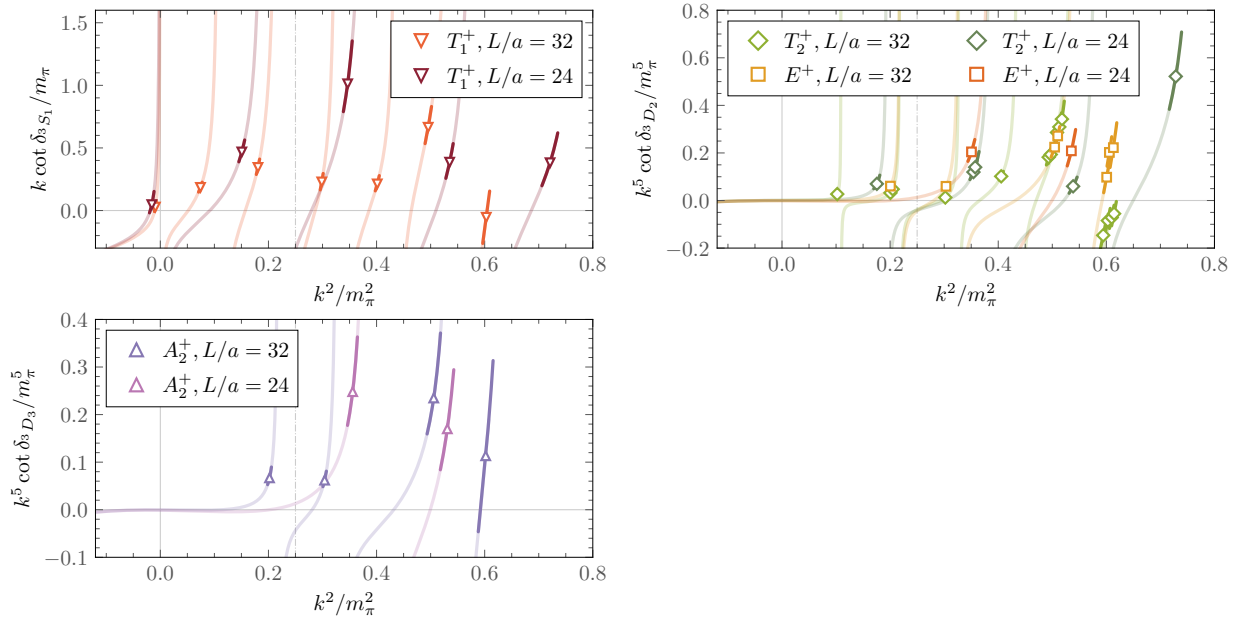 k cot δ³S₁/mπ
1.5
1.0
0.5
0.0
T₁⁺, L/a = 32
T₁⁺, L/a = 24
0.0 0.2 0.4 0.6 0.8
k²/mπ²
k⁵ cot δ³D₂/mπ⁵
0.8
0.6
0.4
0.2
0.0
−0.2
T₂⁺, L/a = 32 T₂⁺, L/a = 24
E⁺, L/a = 32 E⁺, L/a = 24
0.0 0.2 0.4 0.6 0.8
k²/mπ²
k⁵ cot δ³D₃/mπ⁵
0.4
0.3
0.2
0.1
0.0
−0.1
A₂⁺, L/a = 32
A₂⁺, L/a = 24
0.0 0.2 0.4 0.6 0.8
k²/mπ²